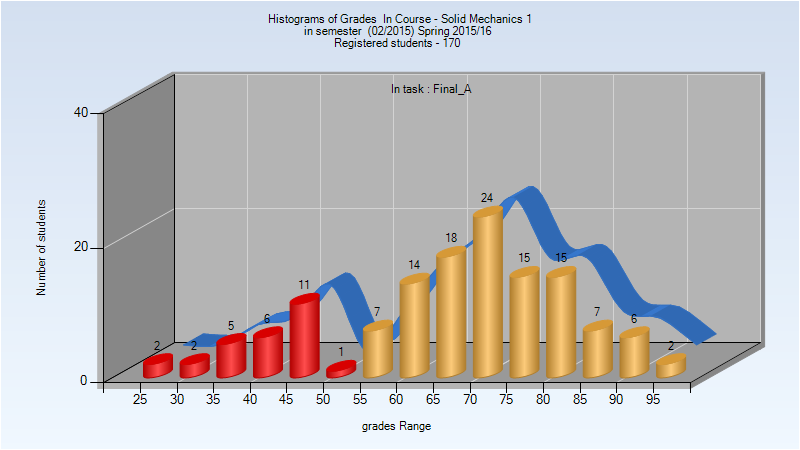 Histograms of Grades  In Course - Solid Mechanics 1
in semester  (02/2015) Spring 2015/16
Registered students - 170
In task : Final_A
40
20
0
Number of students
2 2 5 6 11 1 7 14 18 24 15 15 7 6 2
25 30 35 40 45 50 55 60 65 70 75 80 85 90 95
grades Range